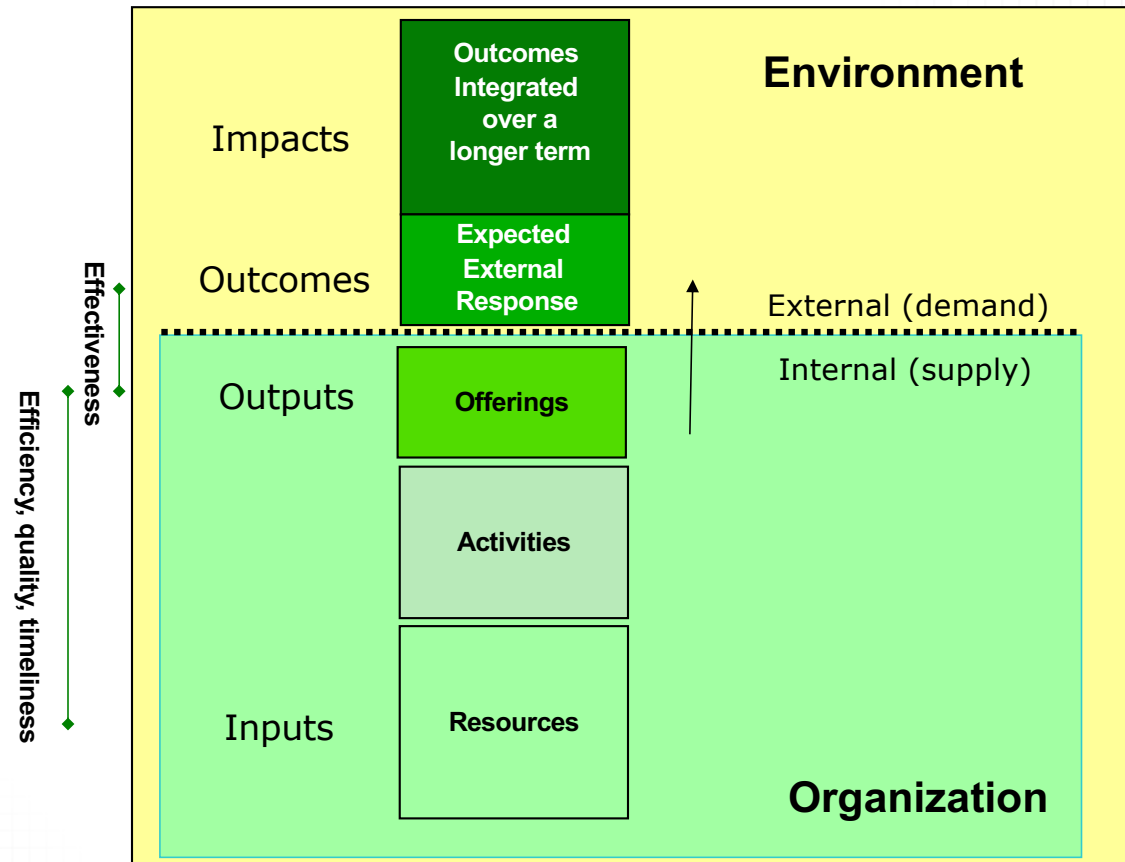 Outcomes
Integrated
over a
longer term
Environment
Impacts
Expected
External
Response
Outcomes
External (demand)
Internal (supply)
Effectiveness
Outputs
Offerings
Efficiency, quality, timeliness
Activities
Inputs
Resources
Organization